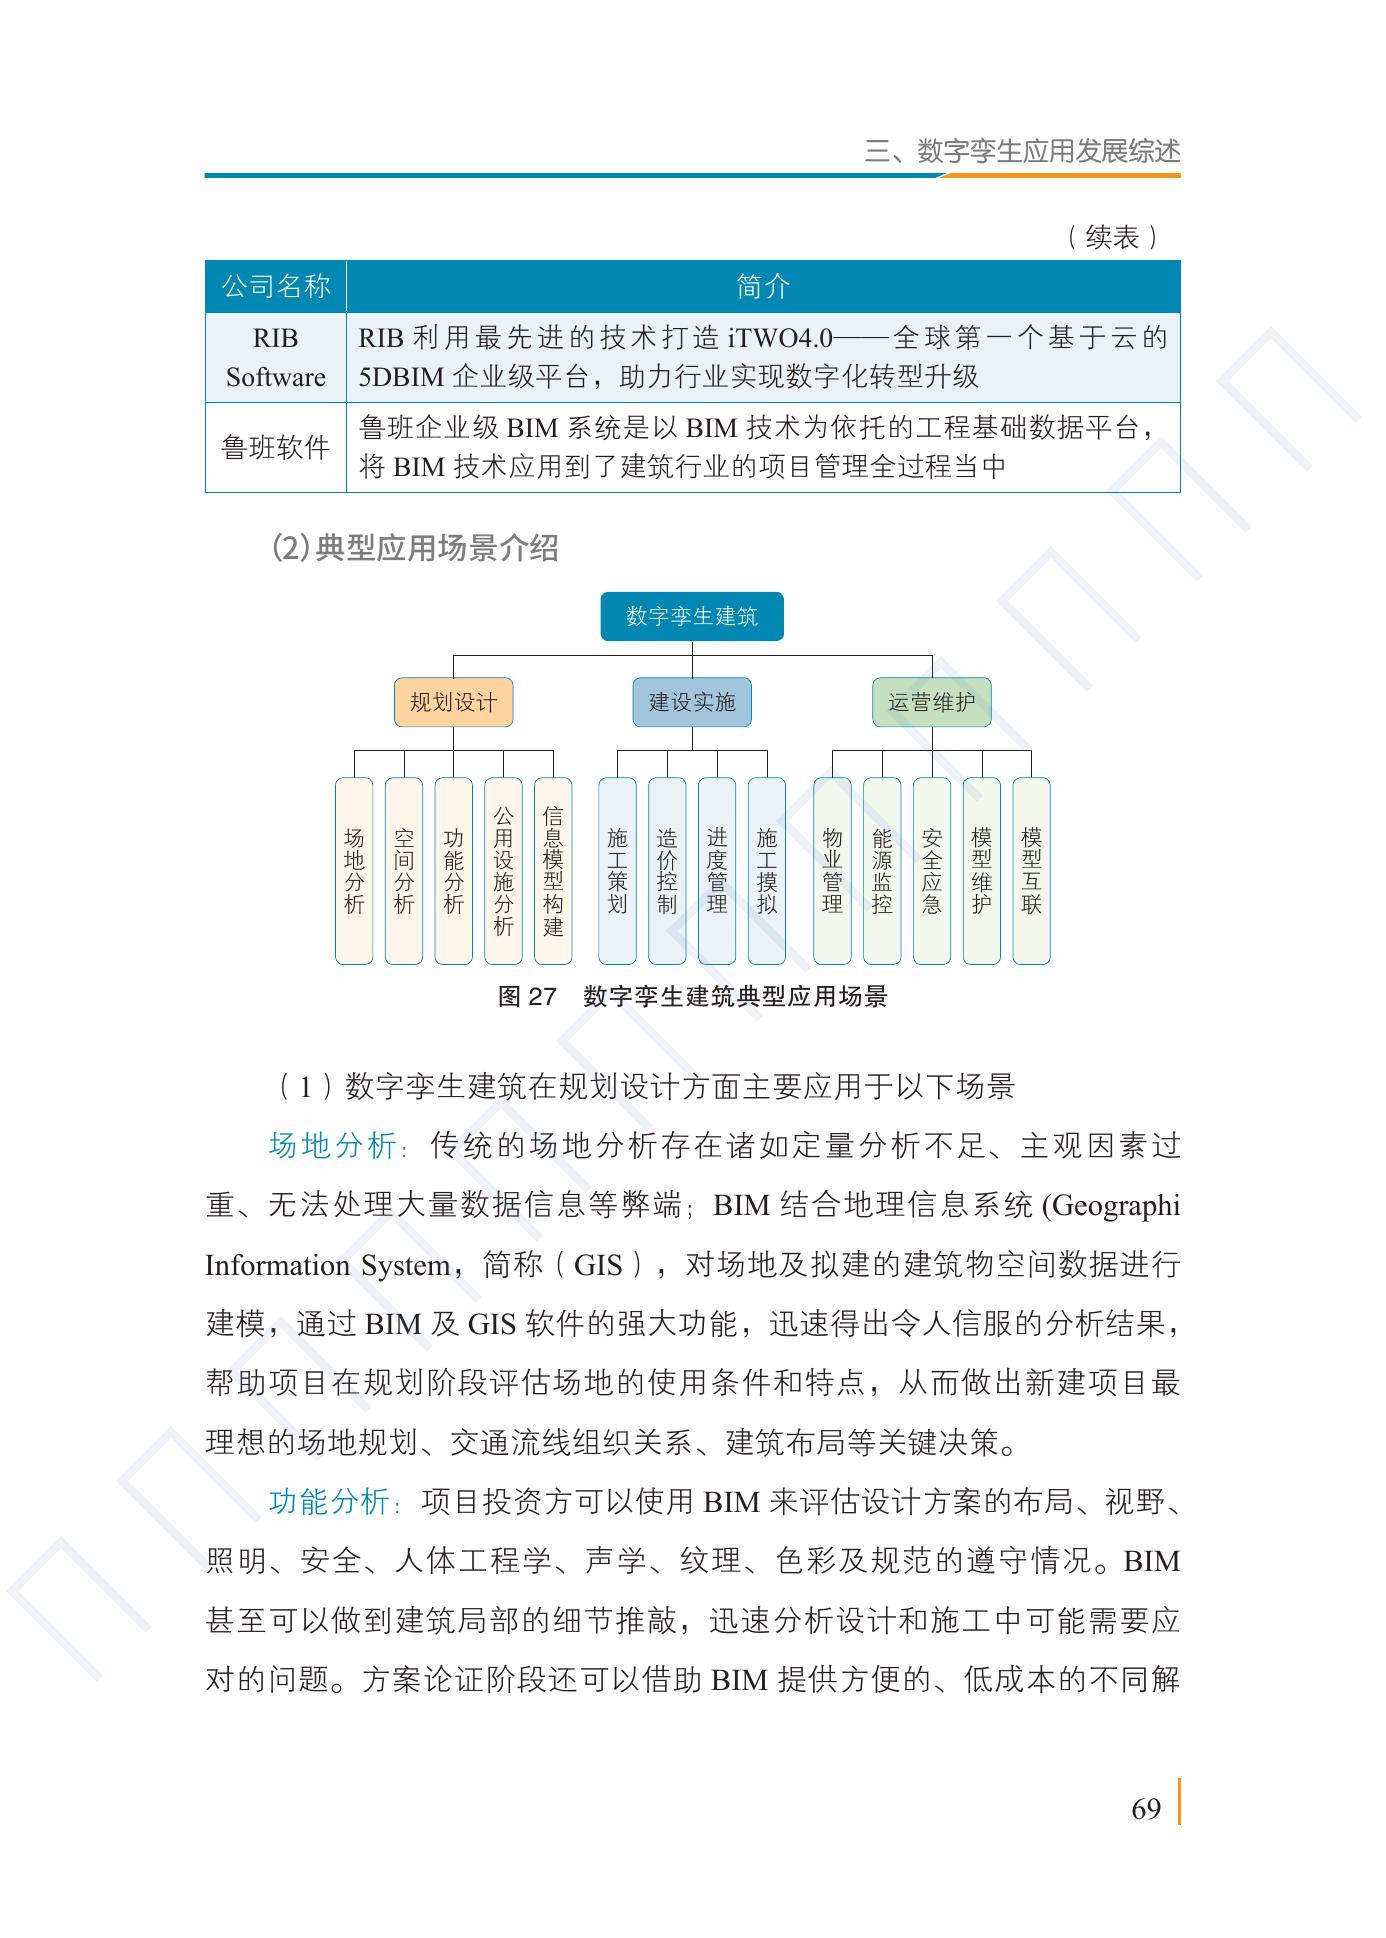 三、数字孪生应用发展综述
（续表）
公司名称 简介
RIB 利用最先进的技术打造 iTWO4.0——全球第一个基于云的
RIB
Software
5DBIM 企业级平台，助力行业实现数字化转型升级
鲁班软件
鲁班企业级 BIM 系统是以 BIM 技术为依托的工程基础数据平台，
将 BIM 技术应用到了建筑行业的项目管理全过程当中
（2）典型应用场景介绍
数字孪生建筑
规划设计 建设实施 运营维护
场地分析
空间分析
功能分析
公用设施分析
信息模型构建
施工策划
造价控制
进度管理
施工摸拟
物业管理
能源监控
安全应急
模型维护
模型互联
图 27　数字孪生建筑典型应用场景
（1）数字孪生建筑在规划设计方面主要应用于以下场景
场地分析：传统的场地分析存在诸如定量分析不足、主观因素过
重、无法处理大量数据信息等弊端；BIM 结合地理信息系统 (Geographi
Information System，简称（GIS），对场地及拟建的建筑物空间数据进行
建模，通过 BIM 及 GIS 软件的强大功能，迅速得出令人信服的分析结果，
帮助项目在规划阶段评估场地的使用条件和特点，从而做出新建项目最
理想的场地规划、交通流线组织关系、建筑布局等关键决策。
功能分析：项目投资方可以使用 BIM 来评估设计方案的布局、视野、
照明、安全、人体工程学、声学、纹理、色彩及规范的遵守情况。BIM
甚至可以做到建筑局部的细节推敲，迅速分析设计和施工中可能需要应
对的问题。方案论证阶段还可以借助 BIM 提供方便的、低成本的不同解
69